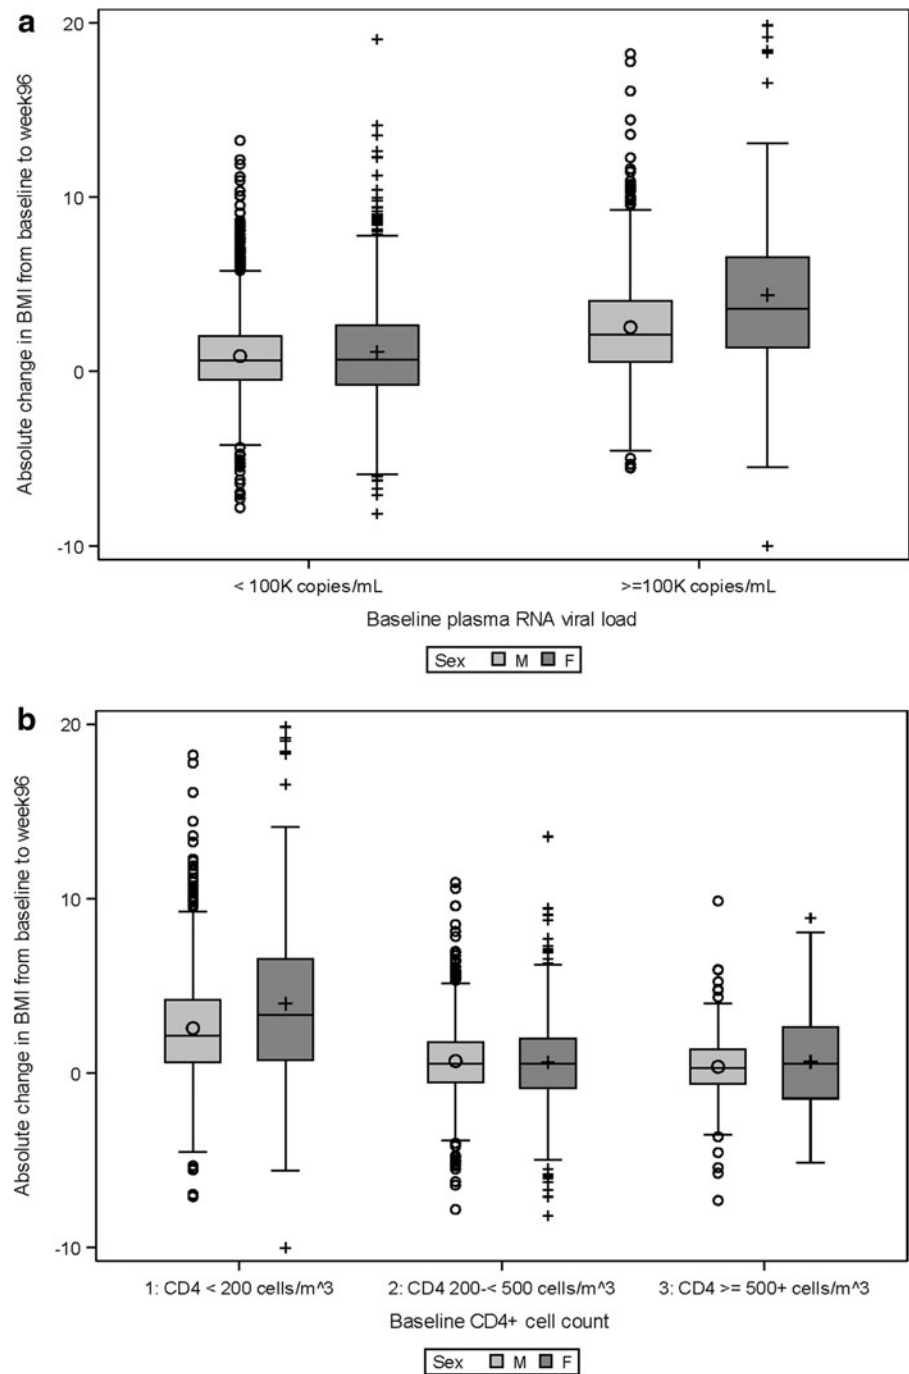 a
Absolute change in BMI from baseline to week96
20
10
0
-10
< 100K copies/mL
>=100K copies/mL
Baseline plasma RNA viral load
Sex M F
b
Absolute change in BMI from baseline to week96
20
10
0
-10
1: CD4 < 200 cells/m^3
2: CD4 200-< 500 cells/m^3
3: CD4 >= 500+ cells/m^3
Baseline CD4+ cell count
Sex M F